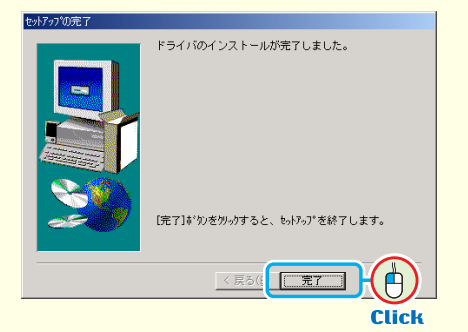 ｾｯﾄｱｯﾌﾟの完了
ドライバのインストールが完了しました。
[完了]ﾎﾞﾀﾝをｸﾘｯｸすると、ｾｯﾄｱｯﾌﾟを終了します。
< 戻る(
完了
Click